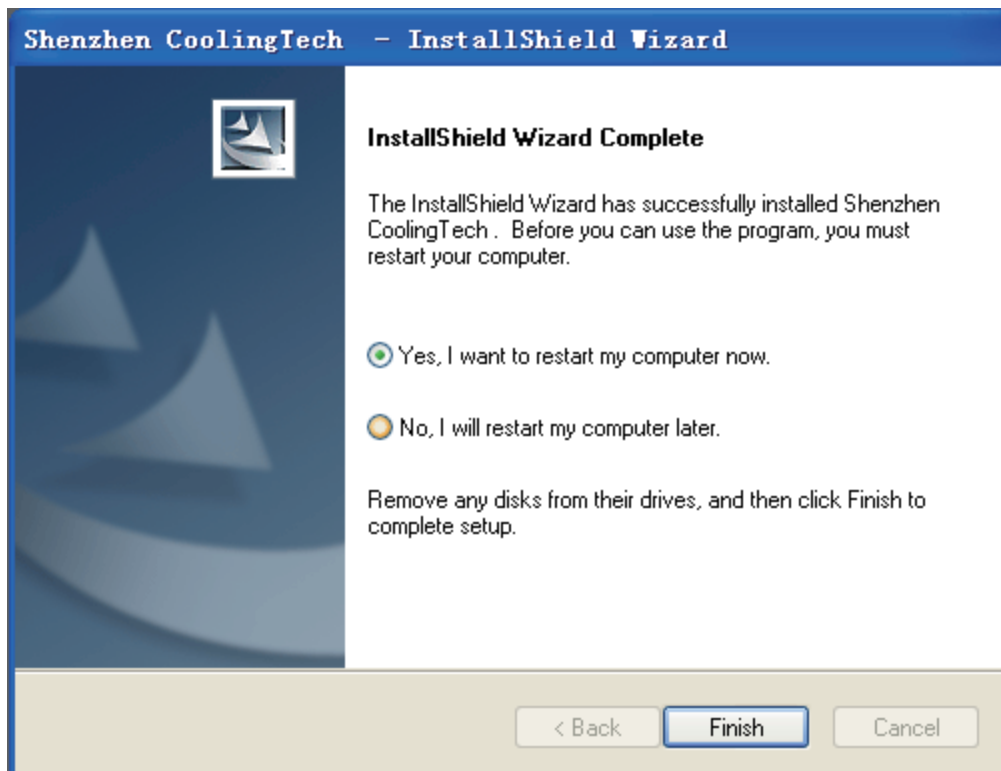 Shenzhen CoolingTech - InstallShield Wizard
InstallShield Wizard Complete
The InstallShield Wizard has successfully installed Shenzhen
CoolingTech . Before you can use the program, you must
restart your computer.
Yes, I want to restart my computer now.
No, I will restart my computer later.
Remove any disks from their drives, and then click Finish to
complete setup.
< Back Finish Cancel